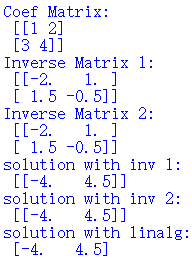 Coef Matrix:
 [[1 2]
 [3 4]]
Inverse Matrix 1:
 [[-2.   1. ]
 [ 1.5 -0.5]]
Inverse Matrix 2:
 [[-2.   1. ]
 [ 1.5 -0.5]]
solution with inv 1:
 [[-4.   4.5]]
solution with inv 2:
 [[-4.   4.5]]
solution with linalg:
 [-4.   4.5]